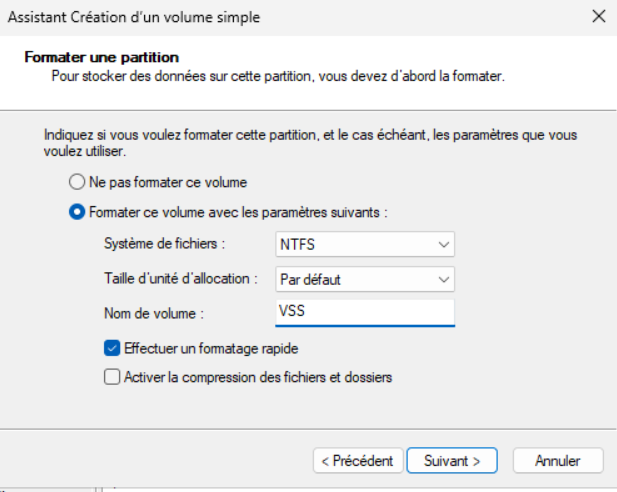 Assistant Création d'un volume simple
Formater une partition
Pour stocker des données sur cette partition, vous devez d'abord la formater.
Indiquez si vous voulez formater cette partition, et le cas échéant, les paramètres que vous
voulez utiliser.
Ne pas formater ce volume
Formater ce volume avec les paramètres suivants :
Système de fichiers : NTFS
Taille d'unité d'allocation : Par défaut
Nom de volume : VSS
Effectuer un formatage rapide
Activer la compression des fichiers et dossiers
< Précédent Suivant > Annuler